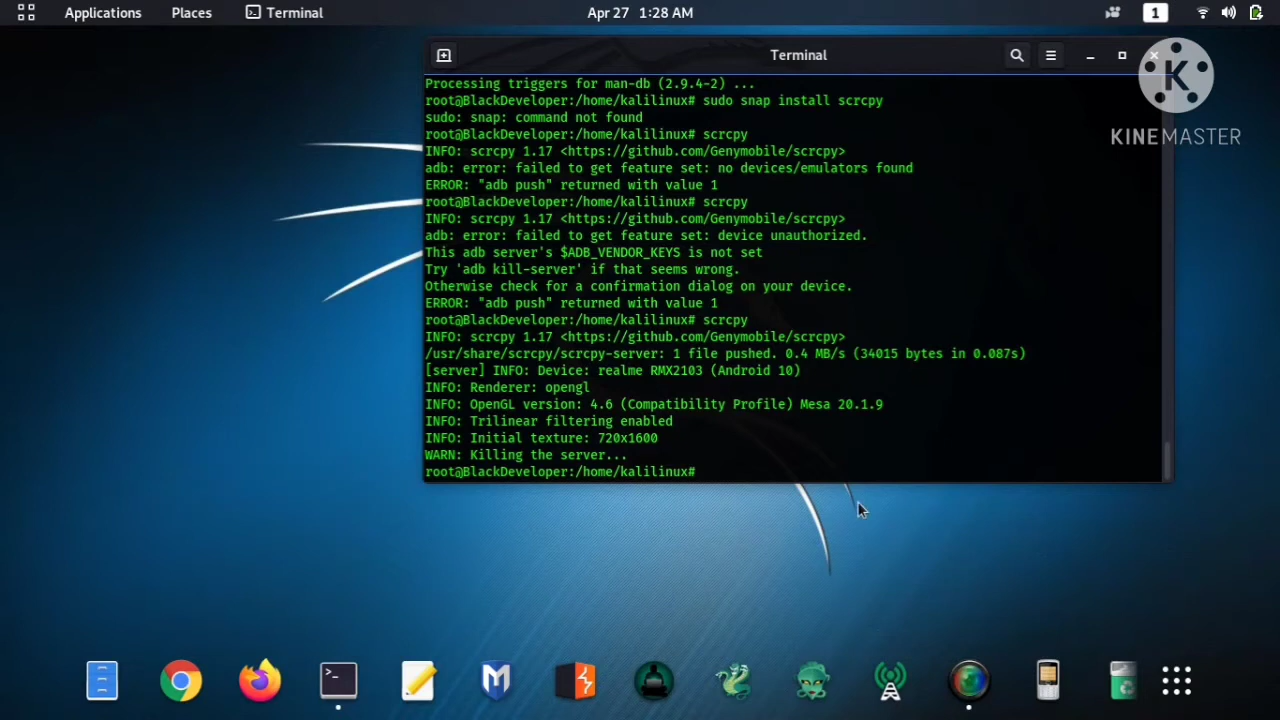 Applications Places Terminal Apr 27 1:28 AM 1
Terminal
KINEMASTER
Processing triggers for man-db (2.9.4-2) ...
root@BlackDeveloper:/home/kalilinux# sudo snap install scrcpy
sudo: snap: command not found
root@BlackDeveloper:/home/kalilinux# scrcpy
INFO: scrcpy 1.17 <https://github.com/Genymobile/scrcpy>
adb: error: failed to get feature set: no devices/emulators found
ERROR: "adb push" returned with value 1
root@BlackDeveloper:/home/kalilinux# scrcpy
INFO: scrcpy 1.17 <https://github.com/Genymobile/scrcpy>
adb: error: failed to get feature set: device unauthorized.
This adb server's $ADB_VENDOR_KEYS is not set
Try 'adb kill-server' if that seems wrong.
Otherwise check for a confirmation dialog on your device.
ERROR: "adb push" returned with value 1
root@BlackDeveloper:/home/kalilinux# scrcpy
INFO: scrcpy 1.17 <https://github.com/Genymobile/scrcpy>
/usr/share/scrcpy/scrcpy-server: 1 file pushed. 0.4 MB/s (34015 bytes in 0.087s)
[server] INFO: Device: realme RMX2103 (Android 10)
INFO: Renderer: opengl
INFO: OpenGL version: 4.6 (Compatibility Profile) Mesa 20.1.9
INFO: Trilinear filtering enabled
INFO: Initial texture: 720x1600
WARN: Killing the server...
root@BlackDeveloper:/home/kalilinux#